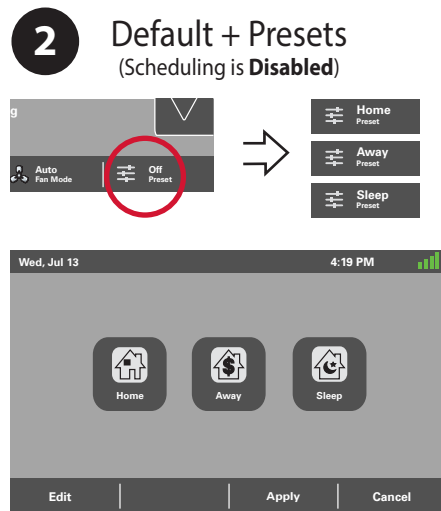 2
Default + Presets
(Scheduling is Disabled)
g
Auto
Fan Mode
Off
Preset
Home
Preset
Away
Preset
Sleep
Preset
Wed, Jul 13 4:19 PM
Home Away Sleep
Edit Apply Cancel